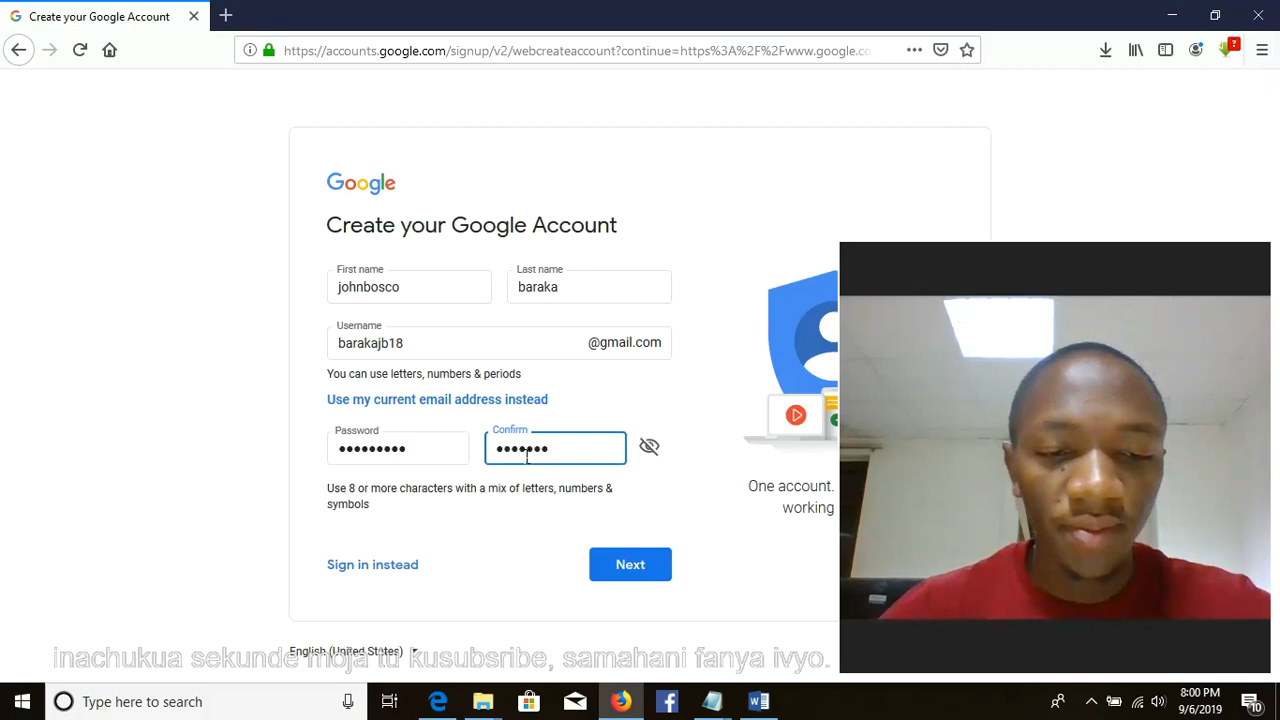 Create your Google Account
https://accounts.google.com/signup/v2/webcreateaccount?continue=https%3A%2F%2Fwww.google.co
?
Google
Create your Google Account
First name
Last name
johnbosco
baraka
Username
barakajb18
@gmail.com
You can use letters, numbers & periods
Use my current email address instead
Password
Confirm
•••••••••
•••••••
Use 8 or more characters with a mix of letters, numbers &
symbols
One account.
working
Sign in instead
Next
English (United States)
inachukua sekunde moja tu kusubsribe, samahani fanya ivyo.
Type here to search
8:00 PM
9/6/2019
10